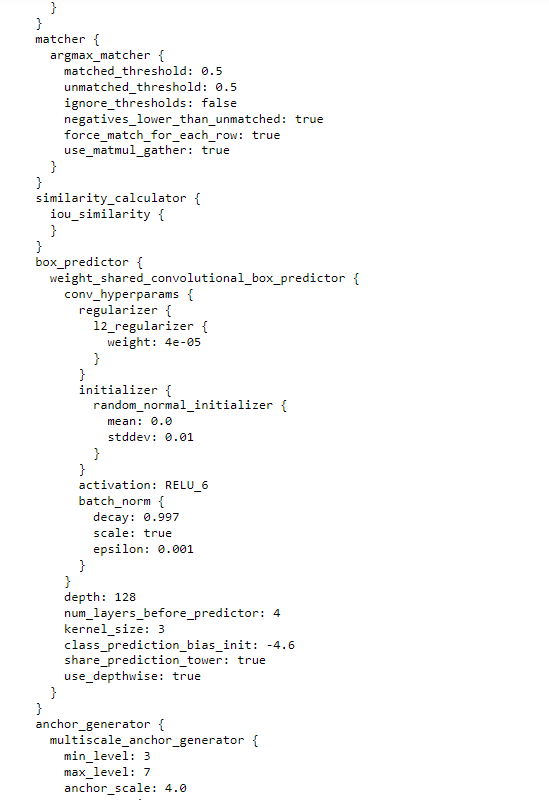 }
}
matcher {
argmax_matcher {
matched_threshold: 0.5
unmatched_threshold: 0.5
ignore_thresholds: false
negatives_lower_than_unmatched: true
force_match_for_each_row: true
use_matmul_gather: true
}
}
similarity_calculator {
iou_similarity {
}
}
box_predictor {
weight_shared_convolutional_box_predictor {
conv_hyperparams {
regularizer {
l2_regularizer {
weight: 4e-05
}
}
initializer {
random_normal_initializer {
mean: 0.0
stddev: 0.01
}
}
activation: RELU_6
batch_norm {
decay: 0.997
scale: true
epsilon: 0.001
}
}
depth: 128
num_layers_before_predictor: 4
kernel_size: 3
class_prediction_bias_init: -4.6
share_prediction_tower: true
use_depthwise: true
}
}
anchor_generator {
multiscale_anchor_generator {
min_level: 3
max_level: 7
anchor_scale: 4.0